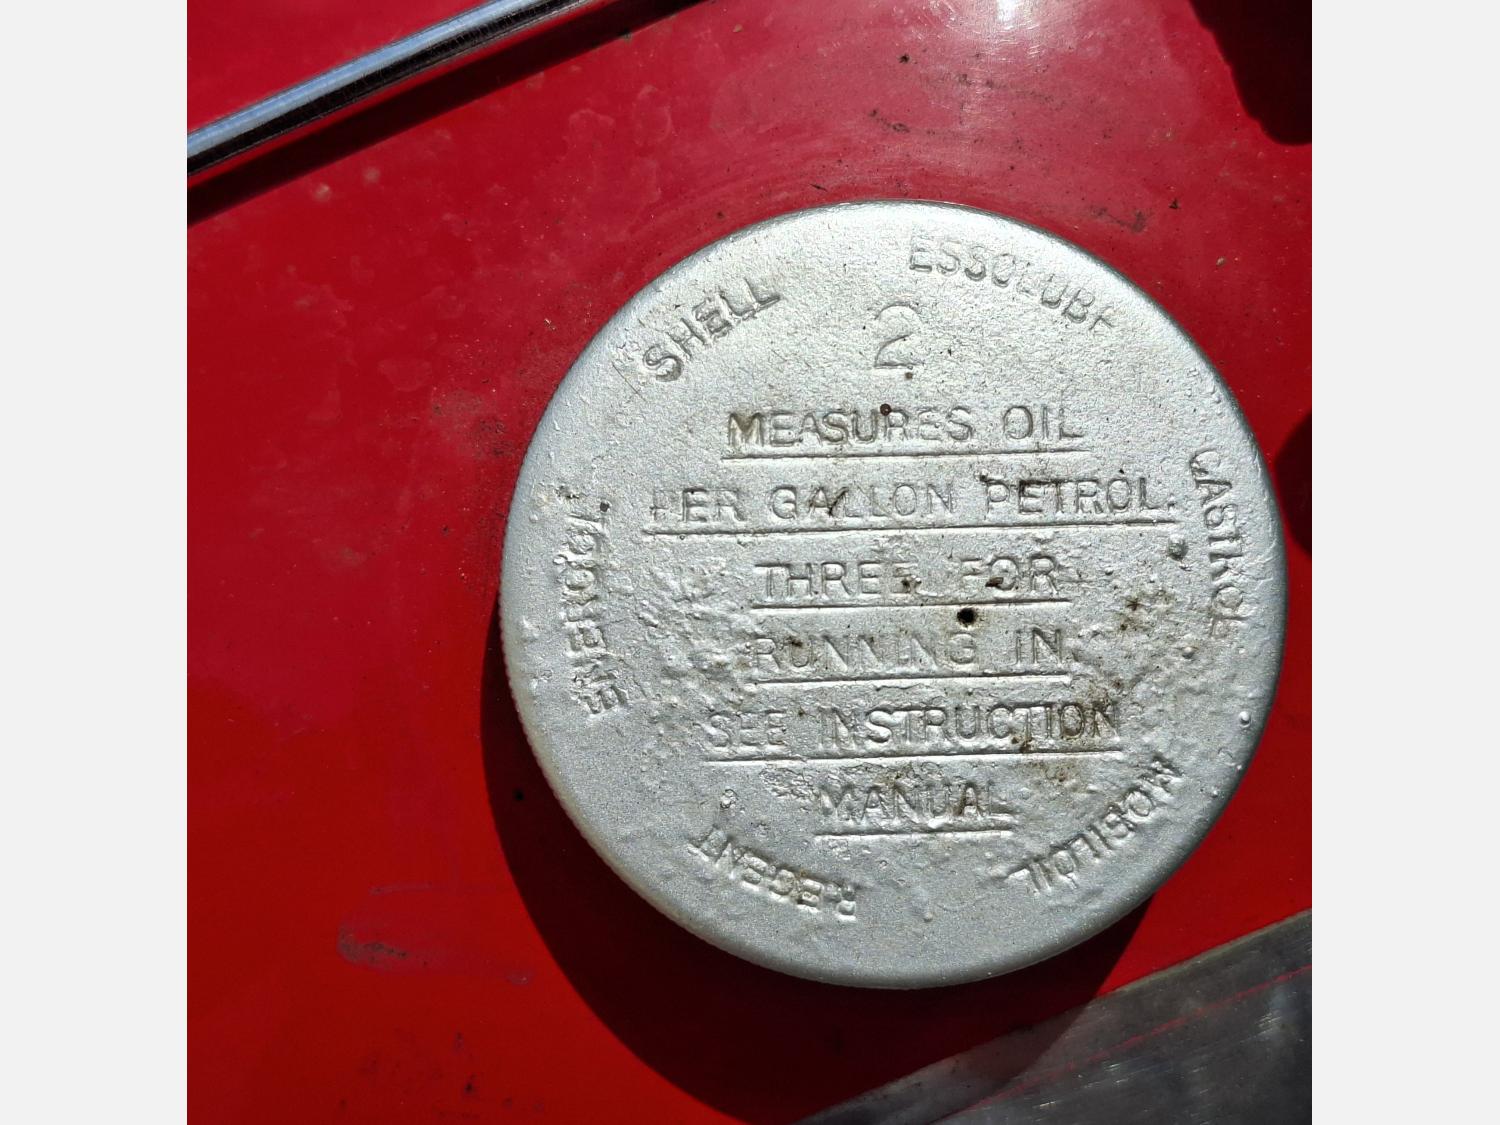 SHELL
ESSOLUBE
CASTROL
MOBILOIL
REGENT
ENERGOL
2
MEASURES OIL
PER GALLON PETROL.
THREE FOR
RUNNING IN.
SEE INSTRUCTION
MANUAL